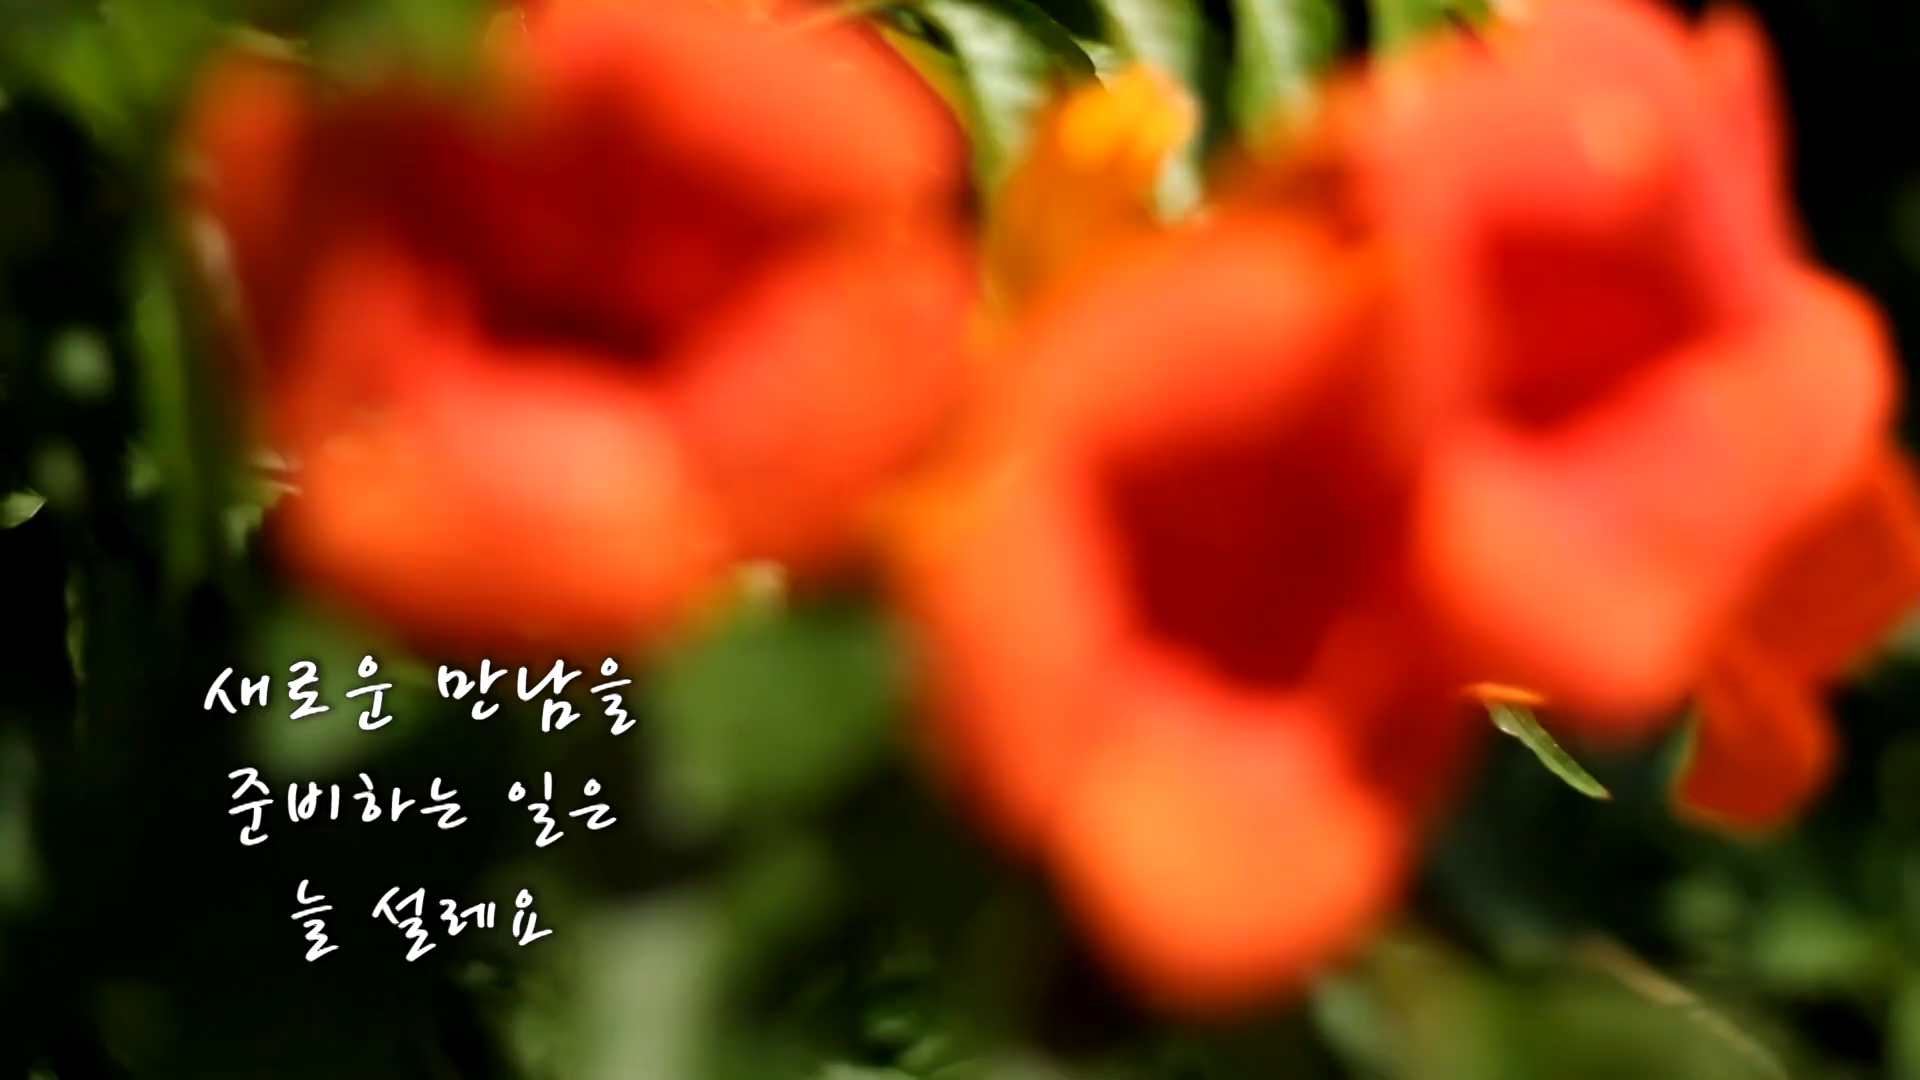 새로운 만남을
준비하는 일은
늘 설레요